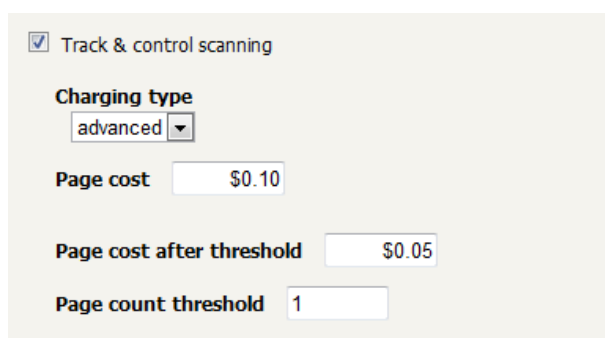 Track & control scanning
Charging type
advanced
Page cost $0.10
Page cost after threshold $0.05
Page count threshold 1